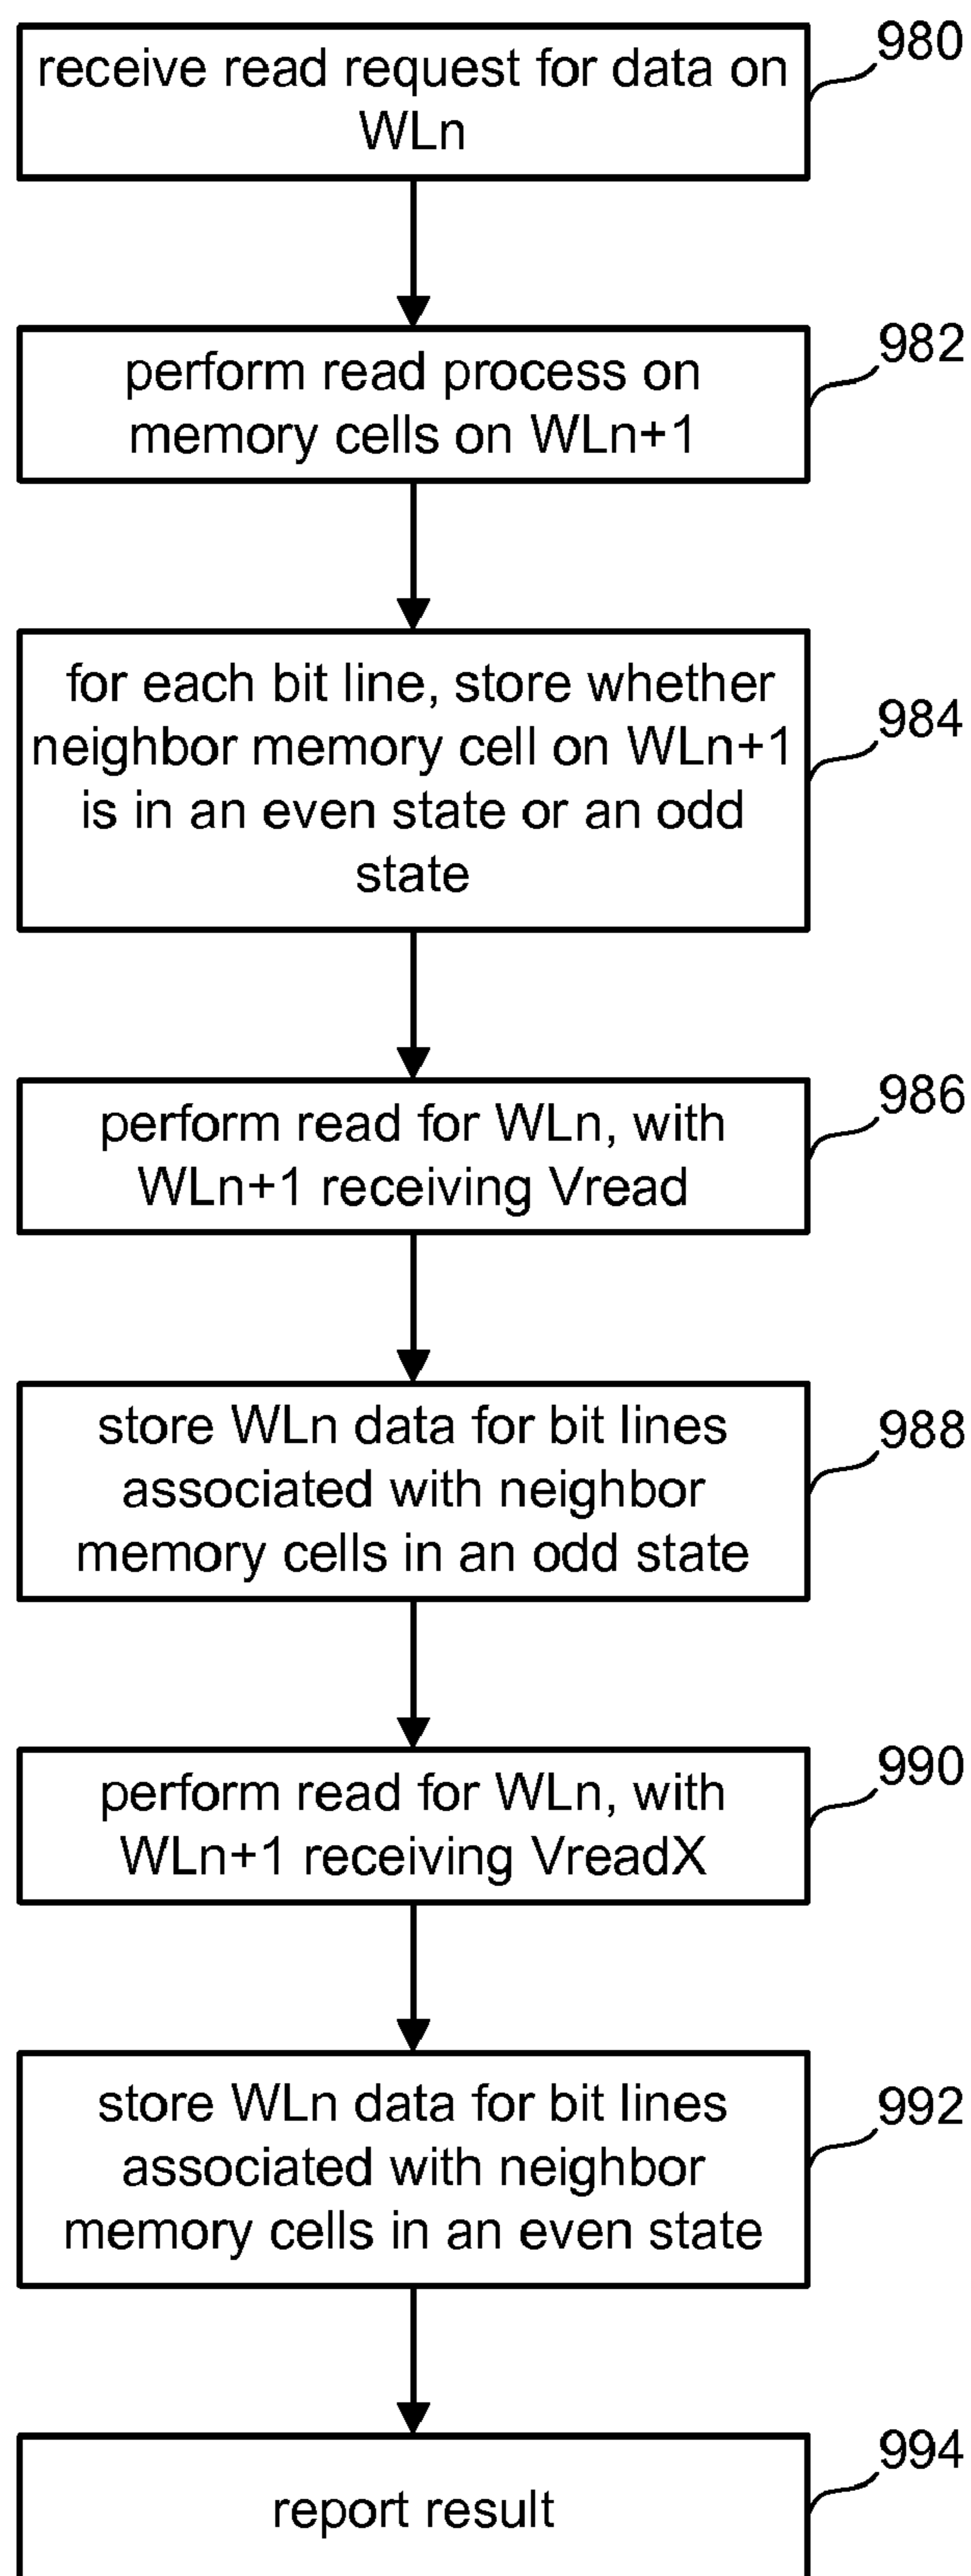 receive read request for data on
WLn
980
perform read process on
memory cells on WLn+1
982
for each bit line, store whether
neighbor memory cell on WLn+1
is in an even state or an odd
state
984
perform read for WLn, with
WLn+1 receiving Vread
986
store WLn data for bit lines
associated with neighbor
memory cells in an odd state
988
perform read for WLn, with
WLn+1 receiving VreadX
990
store WLn data for bit lines
associated with neighbor
memory cells in an even state
992
report result
994